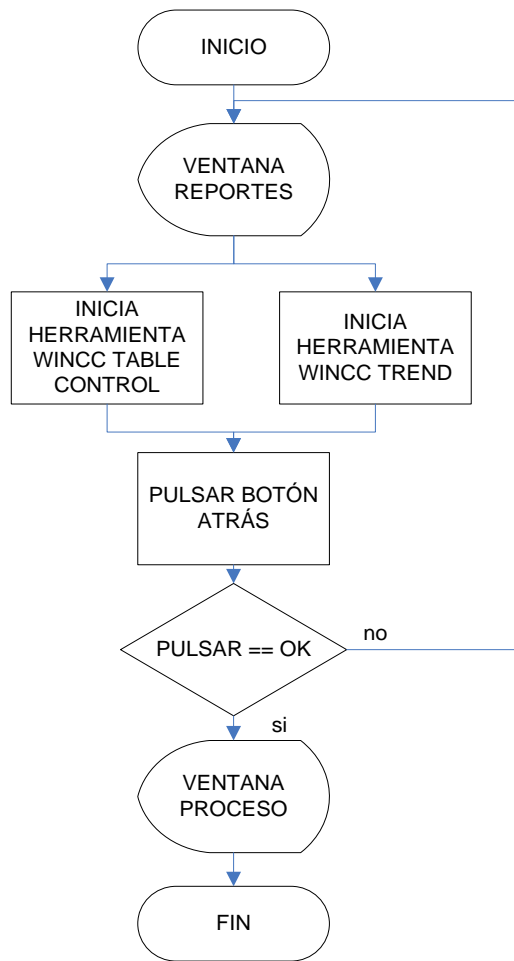 INICIO
VENTANA
REPORTES
INICIA
HERRAMIENTA
WINCC TABLE
CONTROL
INICIA
HERRAMIENTA
WINCC TREND
PULSAR BOTÓN
ATRÁS
PULSAR == OK
no
si
VENTANA
PROCESO
FIN